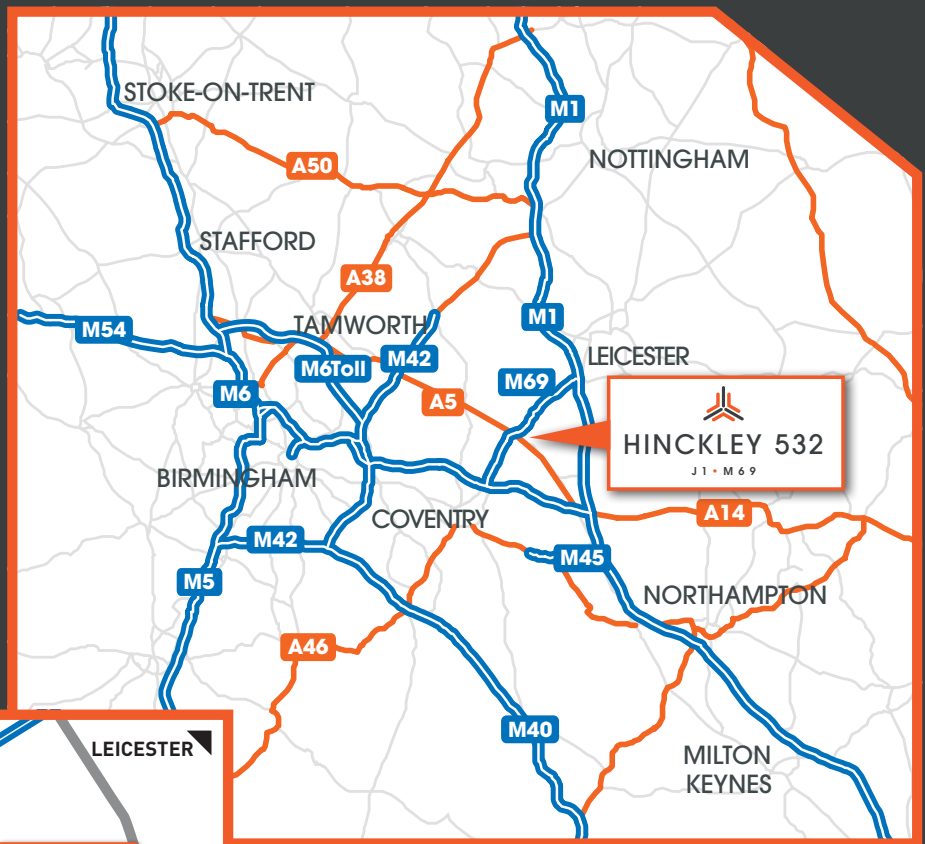 STOKE-ON-TRENT
M1
NOTTINGHAM
A50
STAFFORD
A38
M54
TAMWORTH
M1
M6Toll
M42
LEICESTER
M6
M69
A5
HINCKLEY 532
J1 • M69
BIRMINGHAM
COVENTRY
A14
M42
M45
M5
NORTHAMPTON
A46
M40
LEICESTER
MILTON
KEYNES